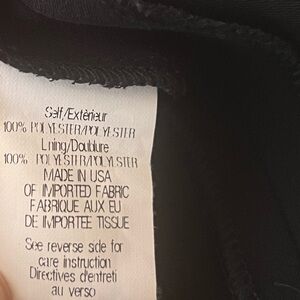 Self/Extérieur
100% POLYESTER/POLYESTER
Lining/Doublure
100% POLYESTER/POLYESTER
MADE IN USA
OF IMPORTED FABRIC
FABRIQUE AUX EU
DE IMPORTEE TISSUE
See reverse side for
care instruction
Directives d'entreti
au verso